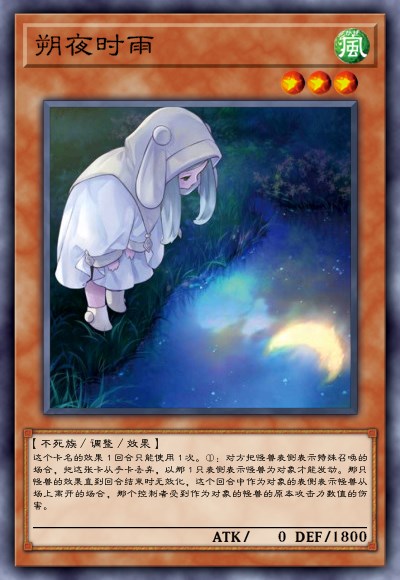 朔夜时雨
風
【不死族／调整／效果】
这个卡名的效果1回合只能使用1次。①：对方把怪兽表侧表示特殊召唤的
场合，把这张卡从手卡丢弃，以那1只表侧表示怪兽为对象才能发动。那只
怪兽的效果直到回合结束时无效化，这个回合中作为对象的表侧表示怪兽从
场上离开的场合，那个控制者受到作为对象的怪兽的原本攻击力数值的伤
害。
ATK/ 0 DEF/1800